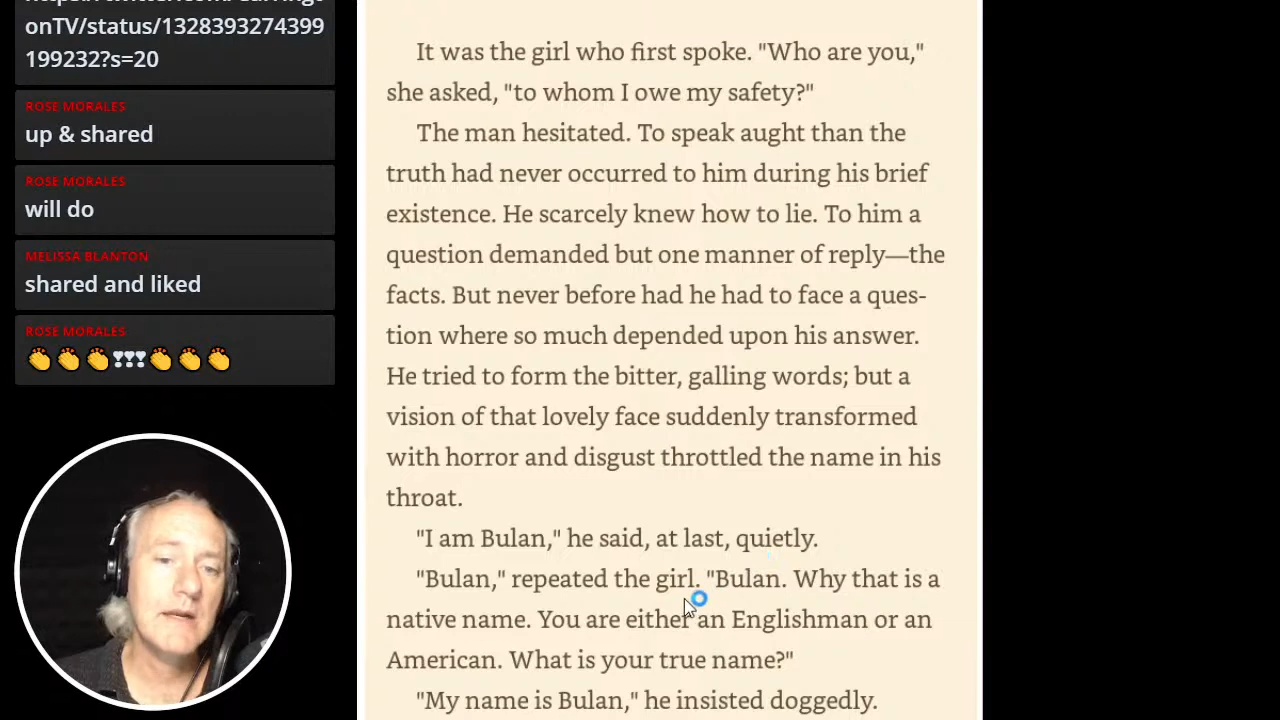 onTV/status/1328393274399
199232?s=20
ROSE MORALES
up & shared
ROSE MORALES
will do
MELISSA BLANTON
shared and liked
ROSE MORALES
👏👏👏❣❣❣👏👏👏
It was the girl who first spoke. "Who are you,"
she asked, "to whom I owe my safety?"
The man hesitated. To speak aught than the
truth had never occurred to him during his brief
existence. He scarcely knew how to lie. To him a
question demanded but one manner of reply—the
facts. But never before had he had to face a ques-
tion where so much depended upon his answer.
He tried to form the bitter, galling words; but a
vision of that lovely face suddenly transformed
with horror and disgust throttled the name in his
throat.
"I am Bulan," he said, at last, quietly.
"Bulan," repeated the girl. "Bulan. Why that is a
native name. You are either an Englishman or an
American. What is your true name?"
"My name is Bulan," he insisted doggedly.